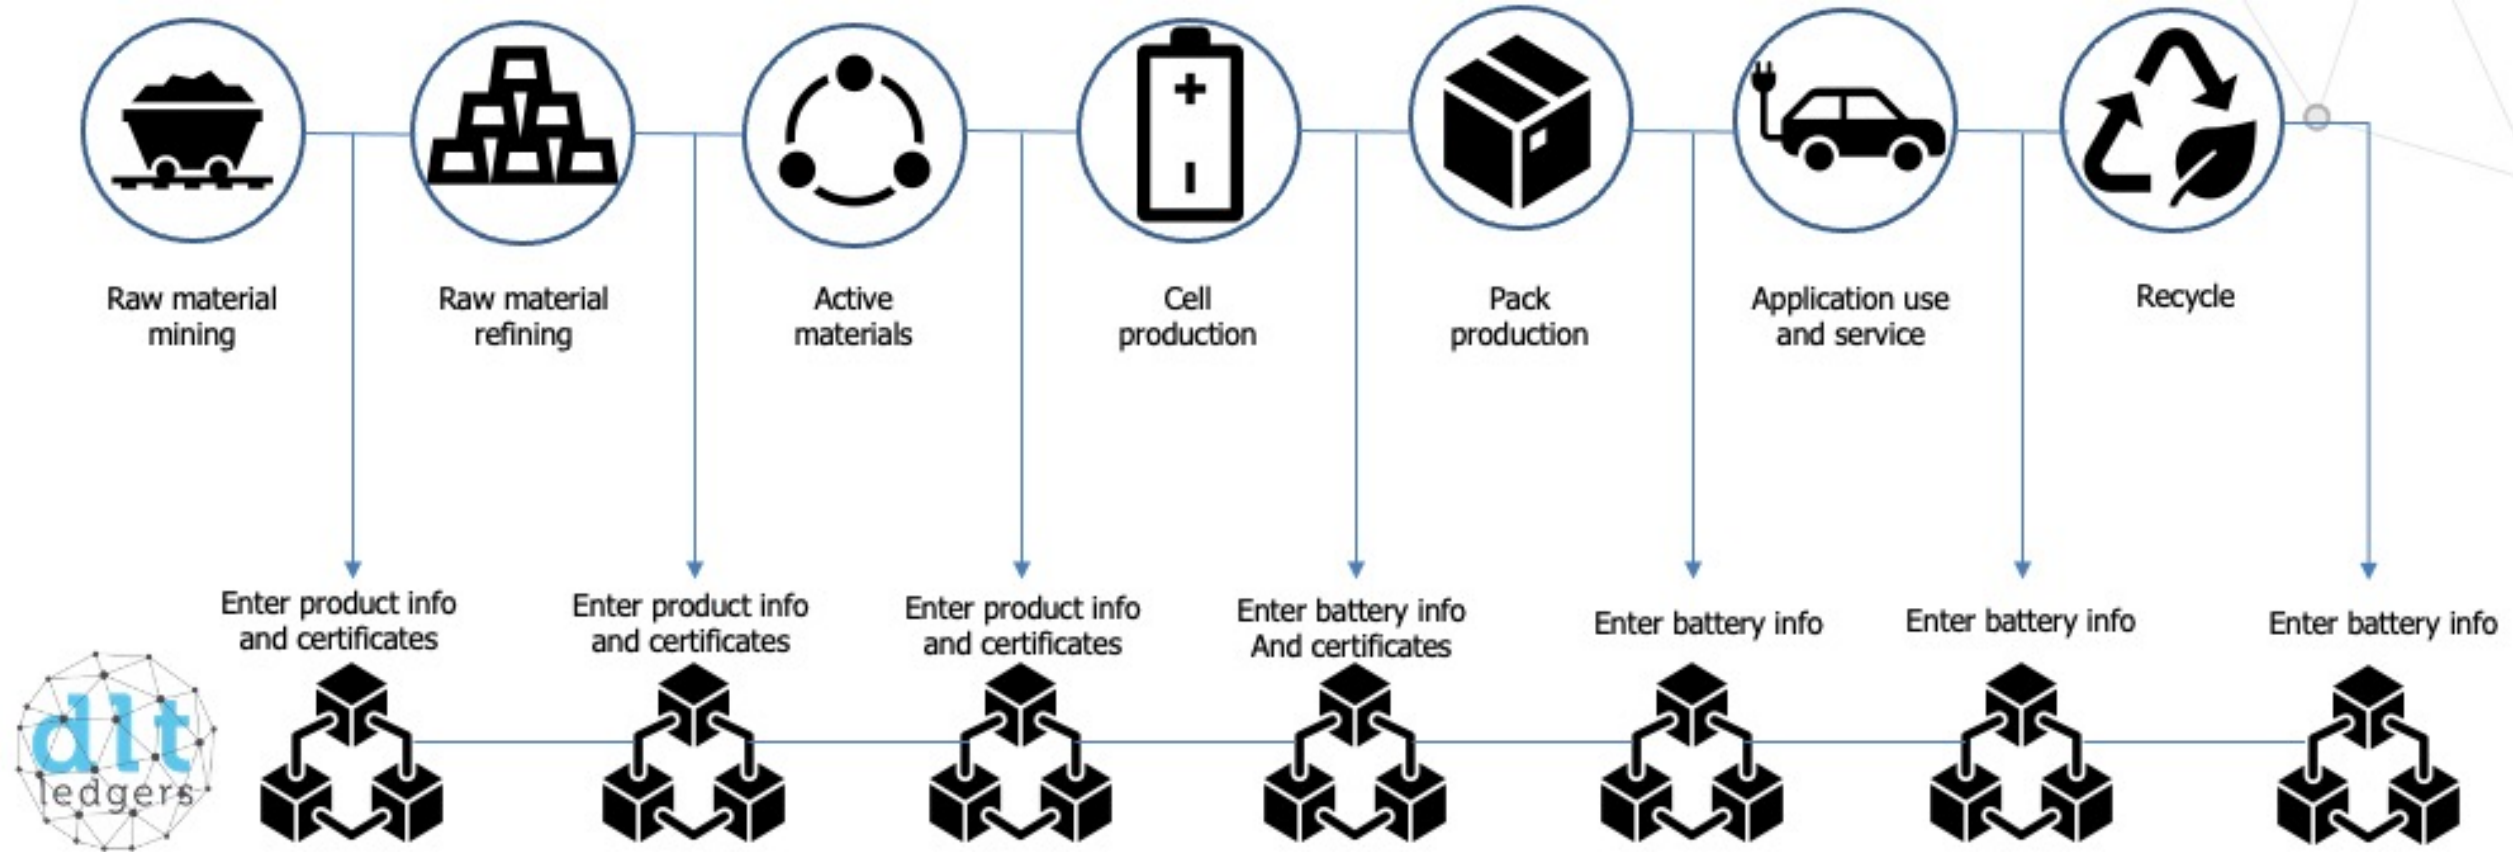 Raw material
mining
Raw material
refining
Active
materials
Cell
production
Pack
production
Application use
and service
Recycle
Enter product info
and certificates
Enter product info
and certificates
Enter product info
and certificates
Enter battery info
And certificates
Enter battery info
Enter battery info
Enter battery info
dlt
ledgers